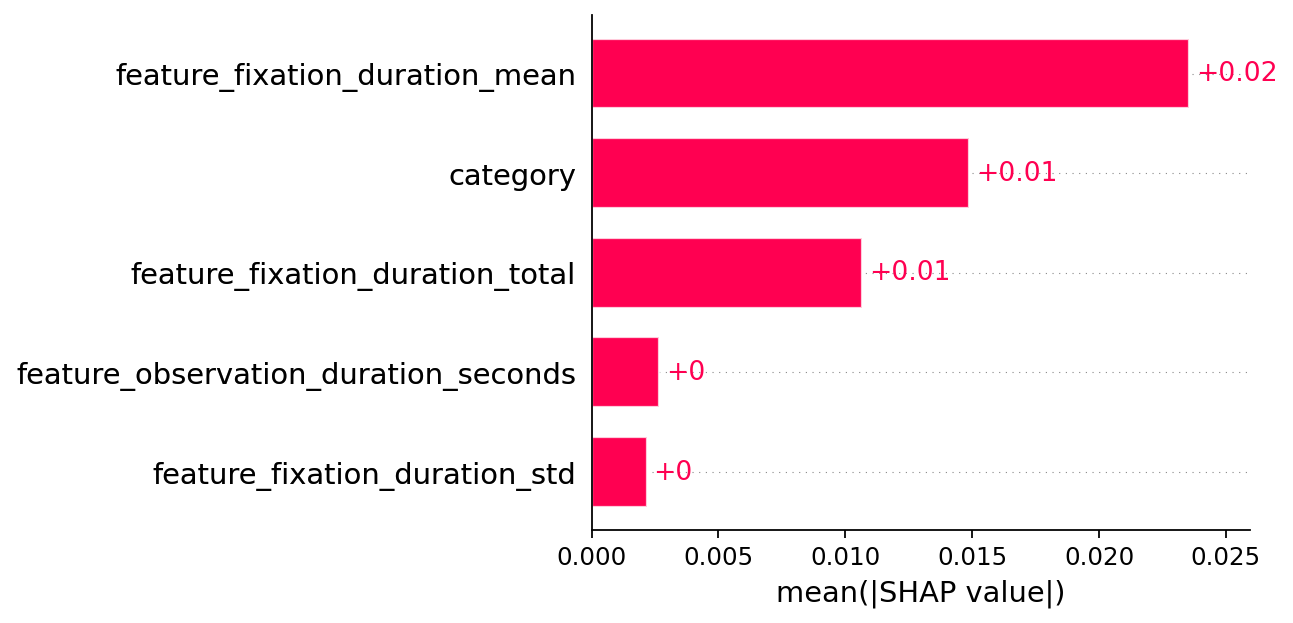 feature_fixation_duration_mean
+0.02
category
+0.01
feature_fixation_duration_total
+0.01
feature_observation_duration_seconds
+0
feature_fixation_duration_std
+0
0.000 0.005 0.010 0.015 0.020 0.025
mean(|SHAP value|)